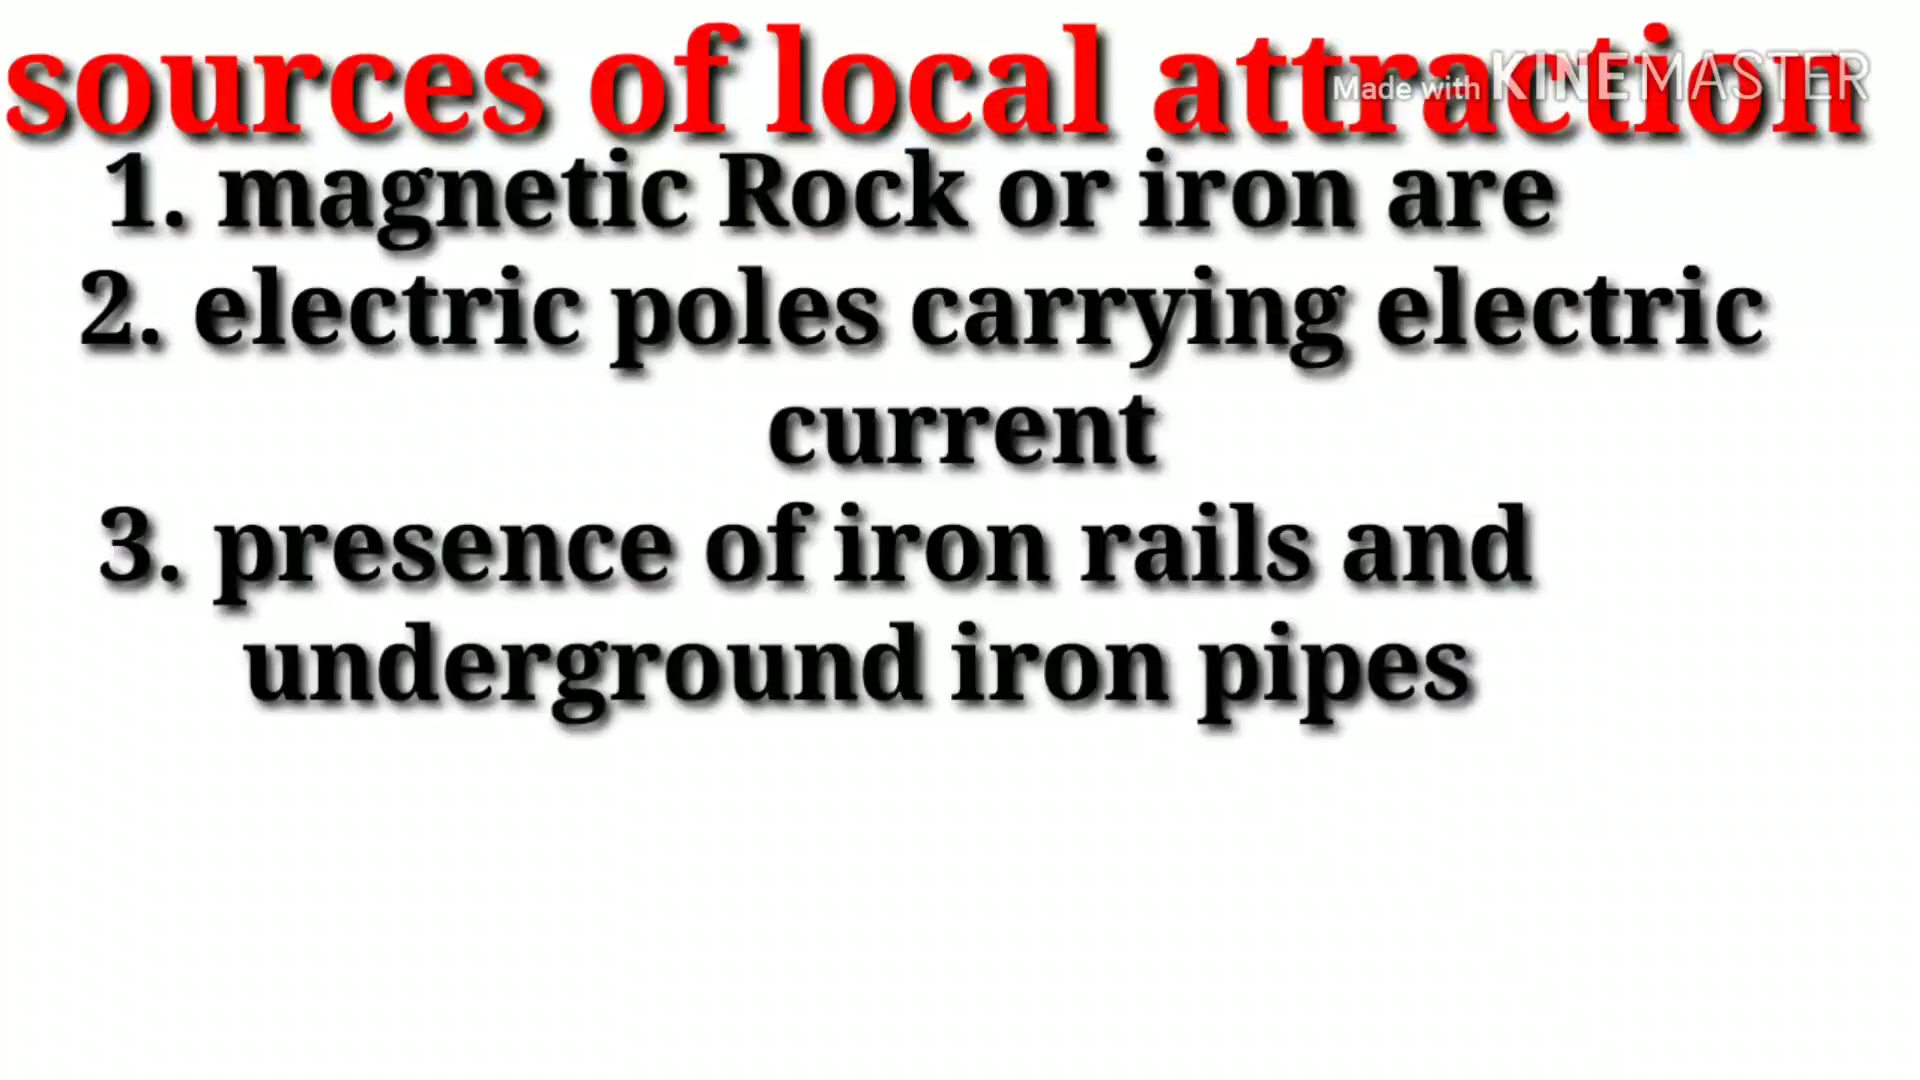 sources of local attraction
Made with KINEMASTER
1. magnetic Rock or iron are
2. electric poles carrying electric
current
3. presence of iron rails and
underground iron pipes